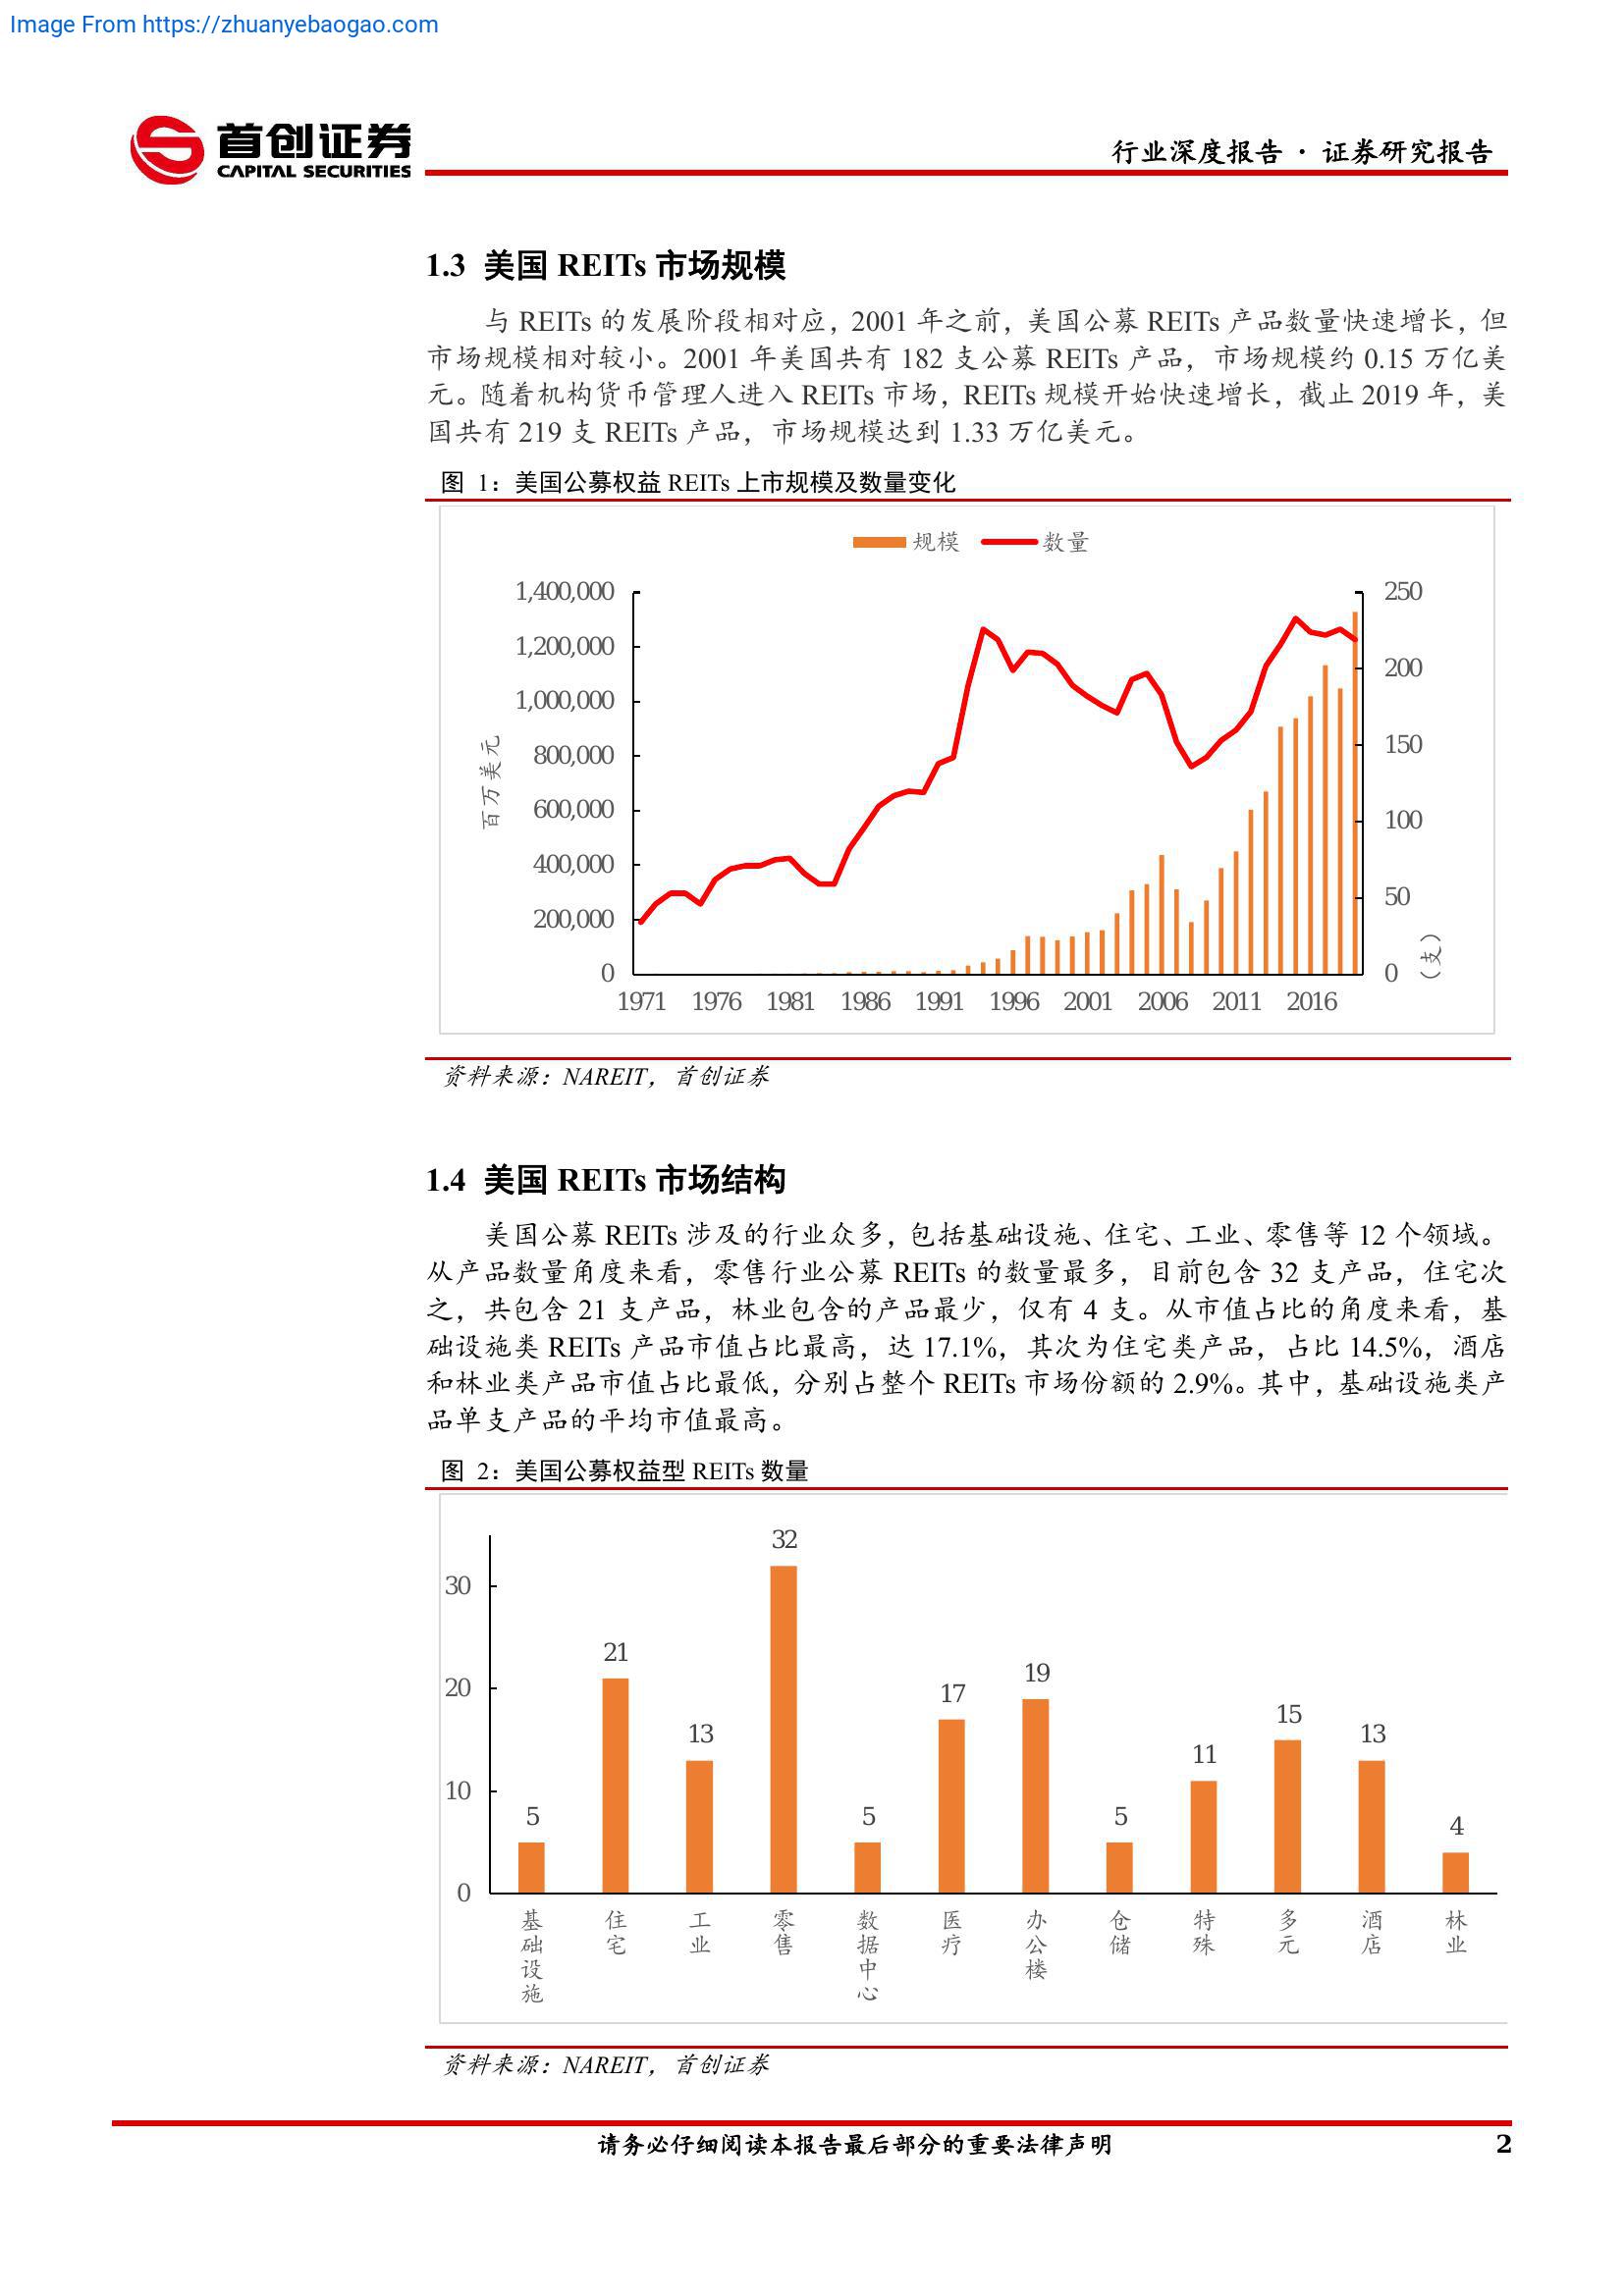 Image From https://zhuanyebaogao.com
首创证券
CAPITAL SECURITIES
行业深度报告 · 证券研究报告
1.3 美国 REITs 市场规模
与 REITs 的发展阶段相对应，2001 年之前，美国公募 REITs 产品数量快速增长，但
市场规模相对较小。2001 年美国共有 182 支公募 REITs 产品，市场规模约 0.15 万亿美
元。随着机构货币管理人进入 REITs 市场，REITs 规模开始快速增长，截止 2019 年，美
国共有 219 支 REITs 产品，市场规模达到 1.33 万亿美元。
图 1：美国公募权益 REITs 上市规模及数量变化
规模 数量
1,400,000
1,200,000
1,000,000
800,000
600,000
400,000
200,000
0
百万美元
250
200
150
100
50
0
（支）
1971 1976 1981 1986 1991 1996 2001 2006 2011 2016
资料来源：NAREIT，首创证券
1.4 美国 REITs 市场结构
美国公募 REITs 涉及的行业众多，包括基础设施、住宅、工业、零售等 12 个领域。
从产品数量角度来看，零售行业公募 REITs 的数量最多，目前包含 32 支产品，住宅次
之，共包含 21 支产品，林业包含的产品最少，仅有 4 支。从市值占比的角度来看，基
础设施类 REITs 产品市值占比最高，达 17.1%，其次为住宅类产品，占比 14.5%，酒店
和林业类产品市值占比最低，分别占整个 REITs 市场份额的 2.9%。其中，基础设施类产
品单支产品的平均市值最高。
图 2：美国公募权益型 REITs 数量
30
20
10
0
5 21 13 32 5 17 19 5 11 15 13 4
基础设施 住宅 工业 零售 数据中心 医疗 办公楼 仓储 特殊 多元 酒店 林业
资料来源：NAREIT，首创证券
请务必仔细阅读本报告最后部分的重要法律声明
2